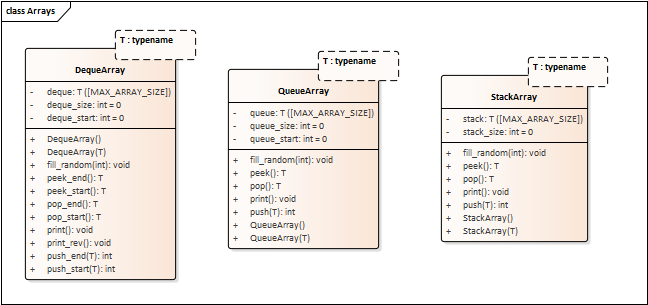 class Arrays
T : typename
DequeArray
- deque: T ([MAX_ARRAY_SIZE])
- deque_size: int = 0
- deque_start: int = 0
+ DequeArray()
+ DequeArray(T)
+ fill_random(int): void
+ peek_end(): T
+ peek_start(): T
+ pop_end(): T
+ pop_start(): T
+ print(): void
+ print_rev(): void
+ push_end(T): int
+ push_start(T): int
T : typename
QueueArray
- queue: T ([MAX_ARRAY_SIZE])
- queue_size: int = 0
- queue_start: int = 0
+ fill_random(int): void
+ peek(): T
+ pop(): T
+ print(): void
+ push(T): int
+ QueueArray()
+ QueueArray(T)
T : typename
StackArray
- stack: T ([MAX_ARRAY_SIZE])
- stack_size: int = 0
+ fill_random(int): void
+ peek(): T
+ pop(): T
+ print(): void
+ push(T): int
+ StackArray()
+ StackArray(T)